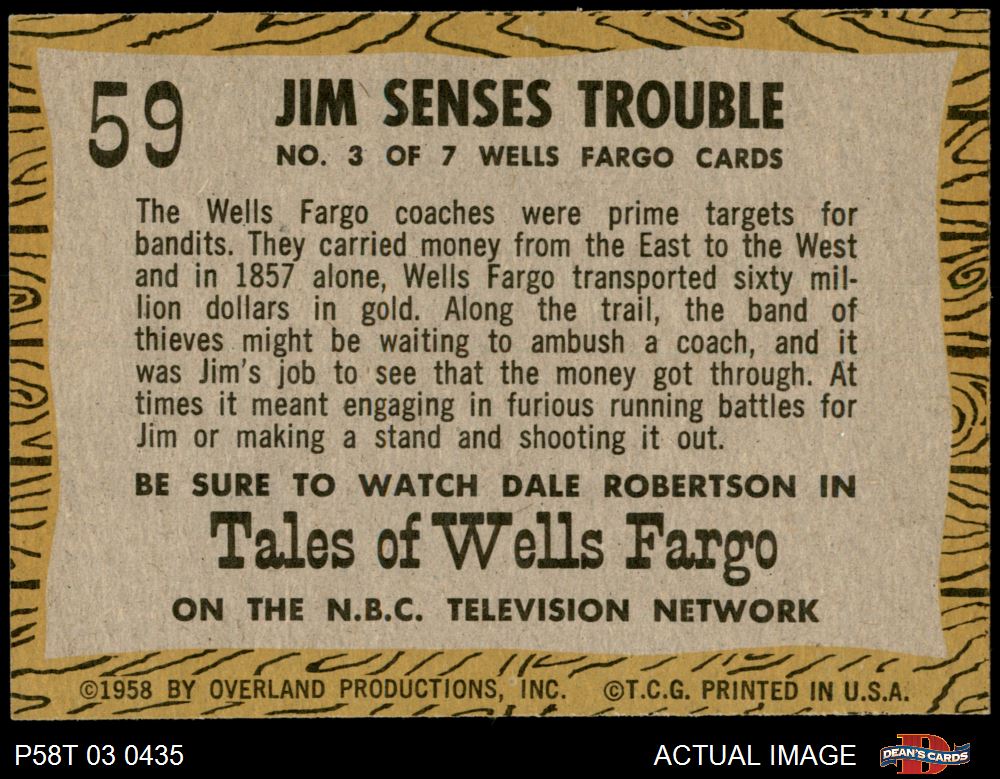 59
JIM SENSES TROUBLE
NO. 3 OF 7 WELLS FARGO CARDS
The Wells Fargo coaches were prime targets for
bandits. They carried money from the East to the West
and in 1857 alone, Wells Fargo transported sixty mil-
lion dollars in gold. Along the trail, the band of
thieves might be waiting to ambush a coach, and it
was Jim's job to see that the money got through. At
times it meant engaging in furious running battles for
Jim or making a stand and shooting it out.
BE SURE TO WATCH DALE ROBERTSON IN
Tales of Wells Fargo
ON THE N.B.C. TELEVISION NETWORK
©1958 BY OVERLAND PRODUCTIONS, INC. ©T.C.G. PRINTED IN U.S.A.
P58T 03 0435 ACTUAL IMAGE DEAN'S CARDS